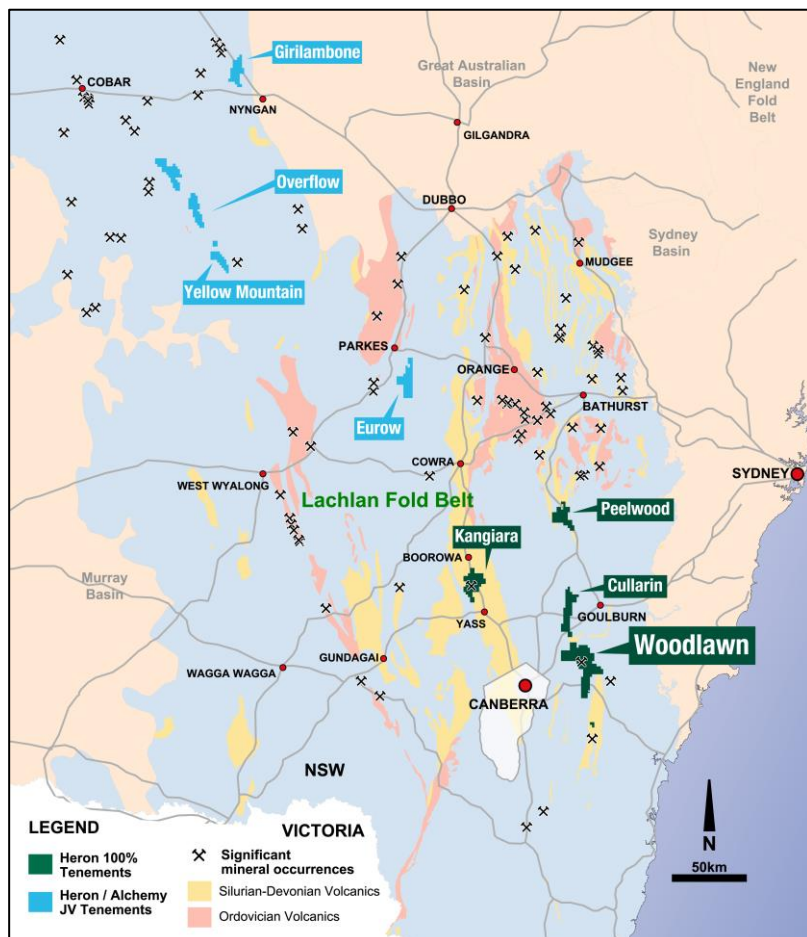 Girilambone
Great Australian
Basin
New
England
Fold
Belt
COBAR
NYNGAN
GILGANDRA
Overflow
DUBBO
Sydney
Basin
MUDGEE
Yellow Mountain
PARKES
ORANGE
BATHURST
Eurow
COWRA
SYDNEY
WEST WYALONG
Lachlan Fold Belt
Peelwood
Kangiara
BOOROWA
Murray
Basin
Cullarin
YASS
GOULBURN
Woodlawn
GUNDAGAI
WAGGA WAGGA
CANBERRA
NSW
LEGEND
VICTORIA
Heron 100%
Tenements
Heron / Alchemy
JV Tenements
Significant
mineral occurrences
Silurian-Devonian Volcanics
Ordovician Volcanics
N
50km